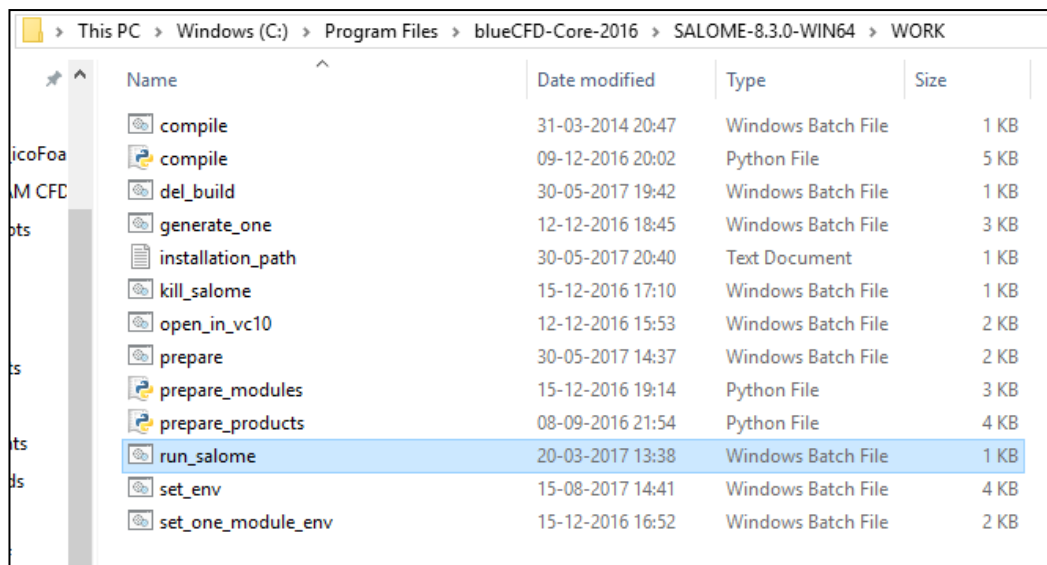 This PC > Windows (C:) > Program Files > blueCFD-Core-2016 > SALOME-8.3.0-WIN64 > WORK
Name Date modified Type Size
compile 31-03-2014 20:47 Windows Batch File 1 KB
icoFoa compile 09-12-2016 20:02 Python File 5 KB
AM CFD del_build 30-05-2017 19:42 Windows Batch File 1 KB
pts generate_one 12-12-2016 18:45 Windows Batch File 3 KB
installation_path 30-05-2017 20:40 Text Document 1 KB
kill_salome 15-12-2016 17:10 Windows Batch File 1 KB
open_in_vc10 12-12-2016 15:53 Windows Batch File 2 KB
ts prepare 30-05-2017 14:37 Windows Batch File 2 KB
prepare_modules 15-12-2016 19:14 Python File 3 KB
nts prepare_products 08-09-2016 21:54 Python File 4 KB
ds run_salome 20-03-2017 13:38 Windows Batch File 1 KB
set_env 15-08-2017 14:41 Windows Batch File 4 KB
set_one_module_env 15-12-2016 16:52 Windows Batch File 2 KB